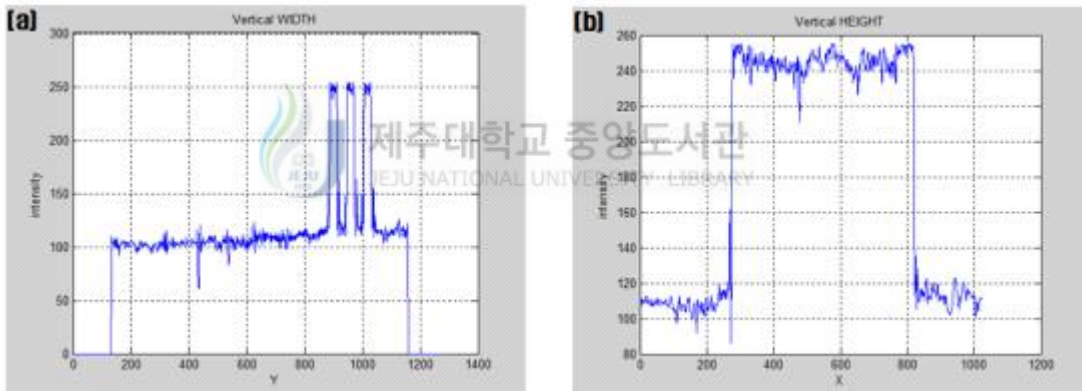 (a)
Vertical WIDTH
300
250
200
150
100
50
0
0 200 400 600 800 1000 1200 1400
intensity
Y
(b)
Vertical HEIGHT
260
240
220
200
180
160
140
120
100
80
0 200 400 600 800 1000 1200
intensity
X
제주대학교 중앙도서관
JEJU NATIONAL UNIVERSITY LIBRARY
JEJU